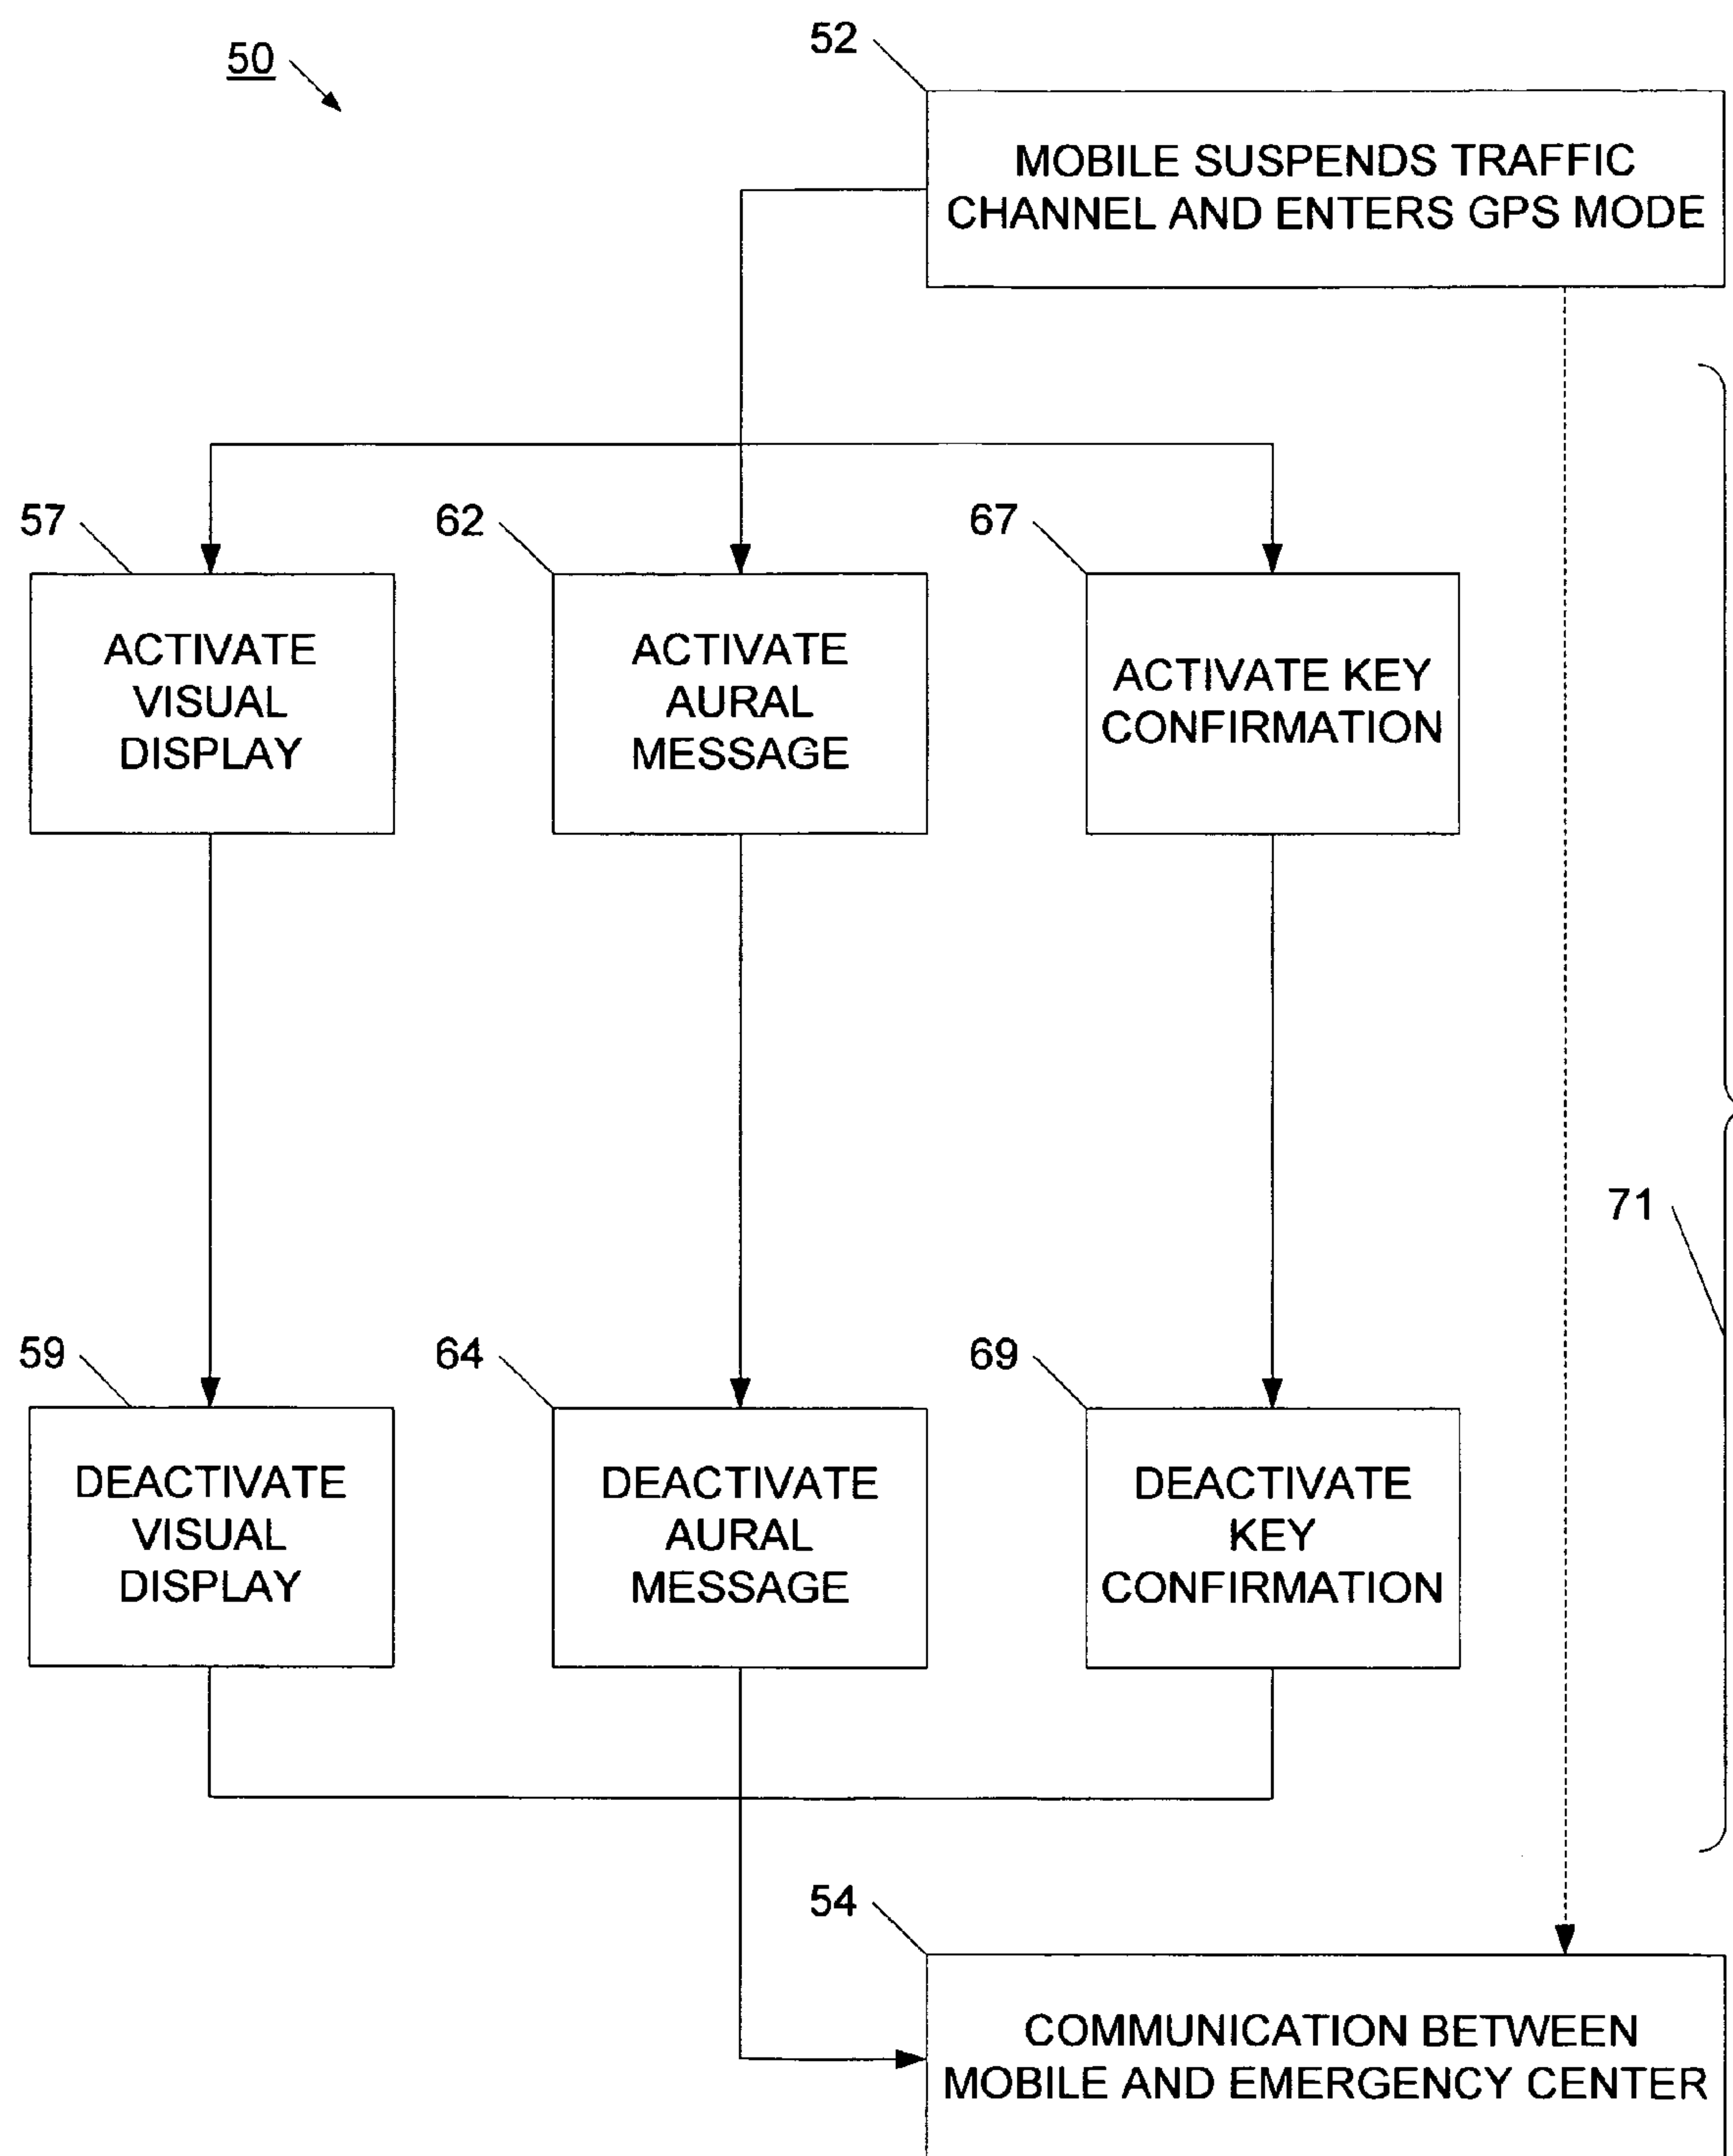 50
52
MOBILE SUSPENDS TRAFFIC
CHANNEL AND ENTERS GPS MODE
57
62
67
ACTIVATE
VISUAL
DISPLAY
ACTIVATE
AURAL
MESSAGE
ACTIVATE KEY
CONFIRMATION
71
59
64
69
DEACTIVATE
VISUAL
DISPLAY
DEACTIVATE
AURAL
MESSAGE
DEACTIVATE
KEY
CONFIRMATION
54
COMMUNICATION BETWEEN
MOBILE AND EMERGENCY CENTER